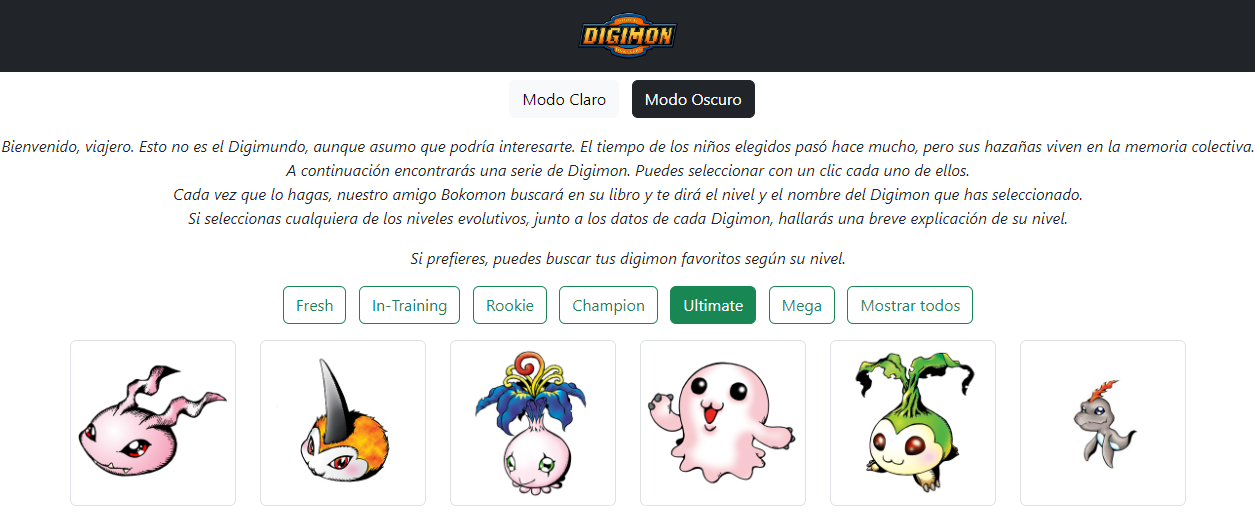 DIGIMON
Modo Claro
Modo Oscuro
Bienvenido, viajero. Esto no es el Digimundo, aunque asumo que podría interesarte. El tiempo de los niños elegidos pasó hace mucho, pero sus hazañas viven en la memoria colectiva.
A continuación encontrarás una serie de Digimon. Puedes seleccionar con un clic cada uno de ellos.
Cada vez que lo hagas, nuestro amigo Bokomon buscará en su libro y te dirá el nivel y el nombre del Digimon que has seleccionado.
Si seleccionas cualquiera de los niveles evolutivos, junto a los datos de cada Digimon, hallarás una breve explicación de su nivel.
Si prefieres, puedes buscar tus digimon favoritos según su nivel.
Fresh
In-Training
Rookie
Champion
Ultimate
Mega
Mostrar todos